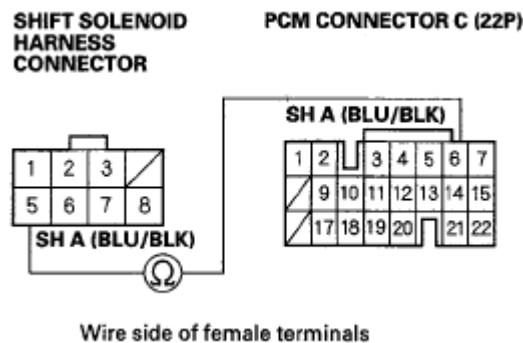 SHIFT SOLENOID
HARNESS
CONNECTOR
PCM CONNECTOR C (22P)
SH A (BLU/BLK)
1 2 3
5 6 7 8
SH A (BLU/BLK)
Ω
1 2 3 4 5 6 7
9 10 11 12 13 14 15
17 18 19 20 21 22
Wire side of female terminals